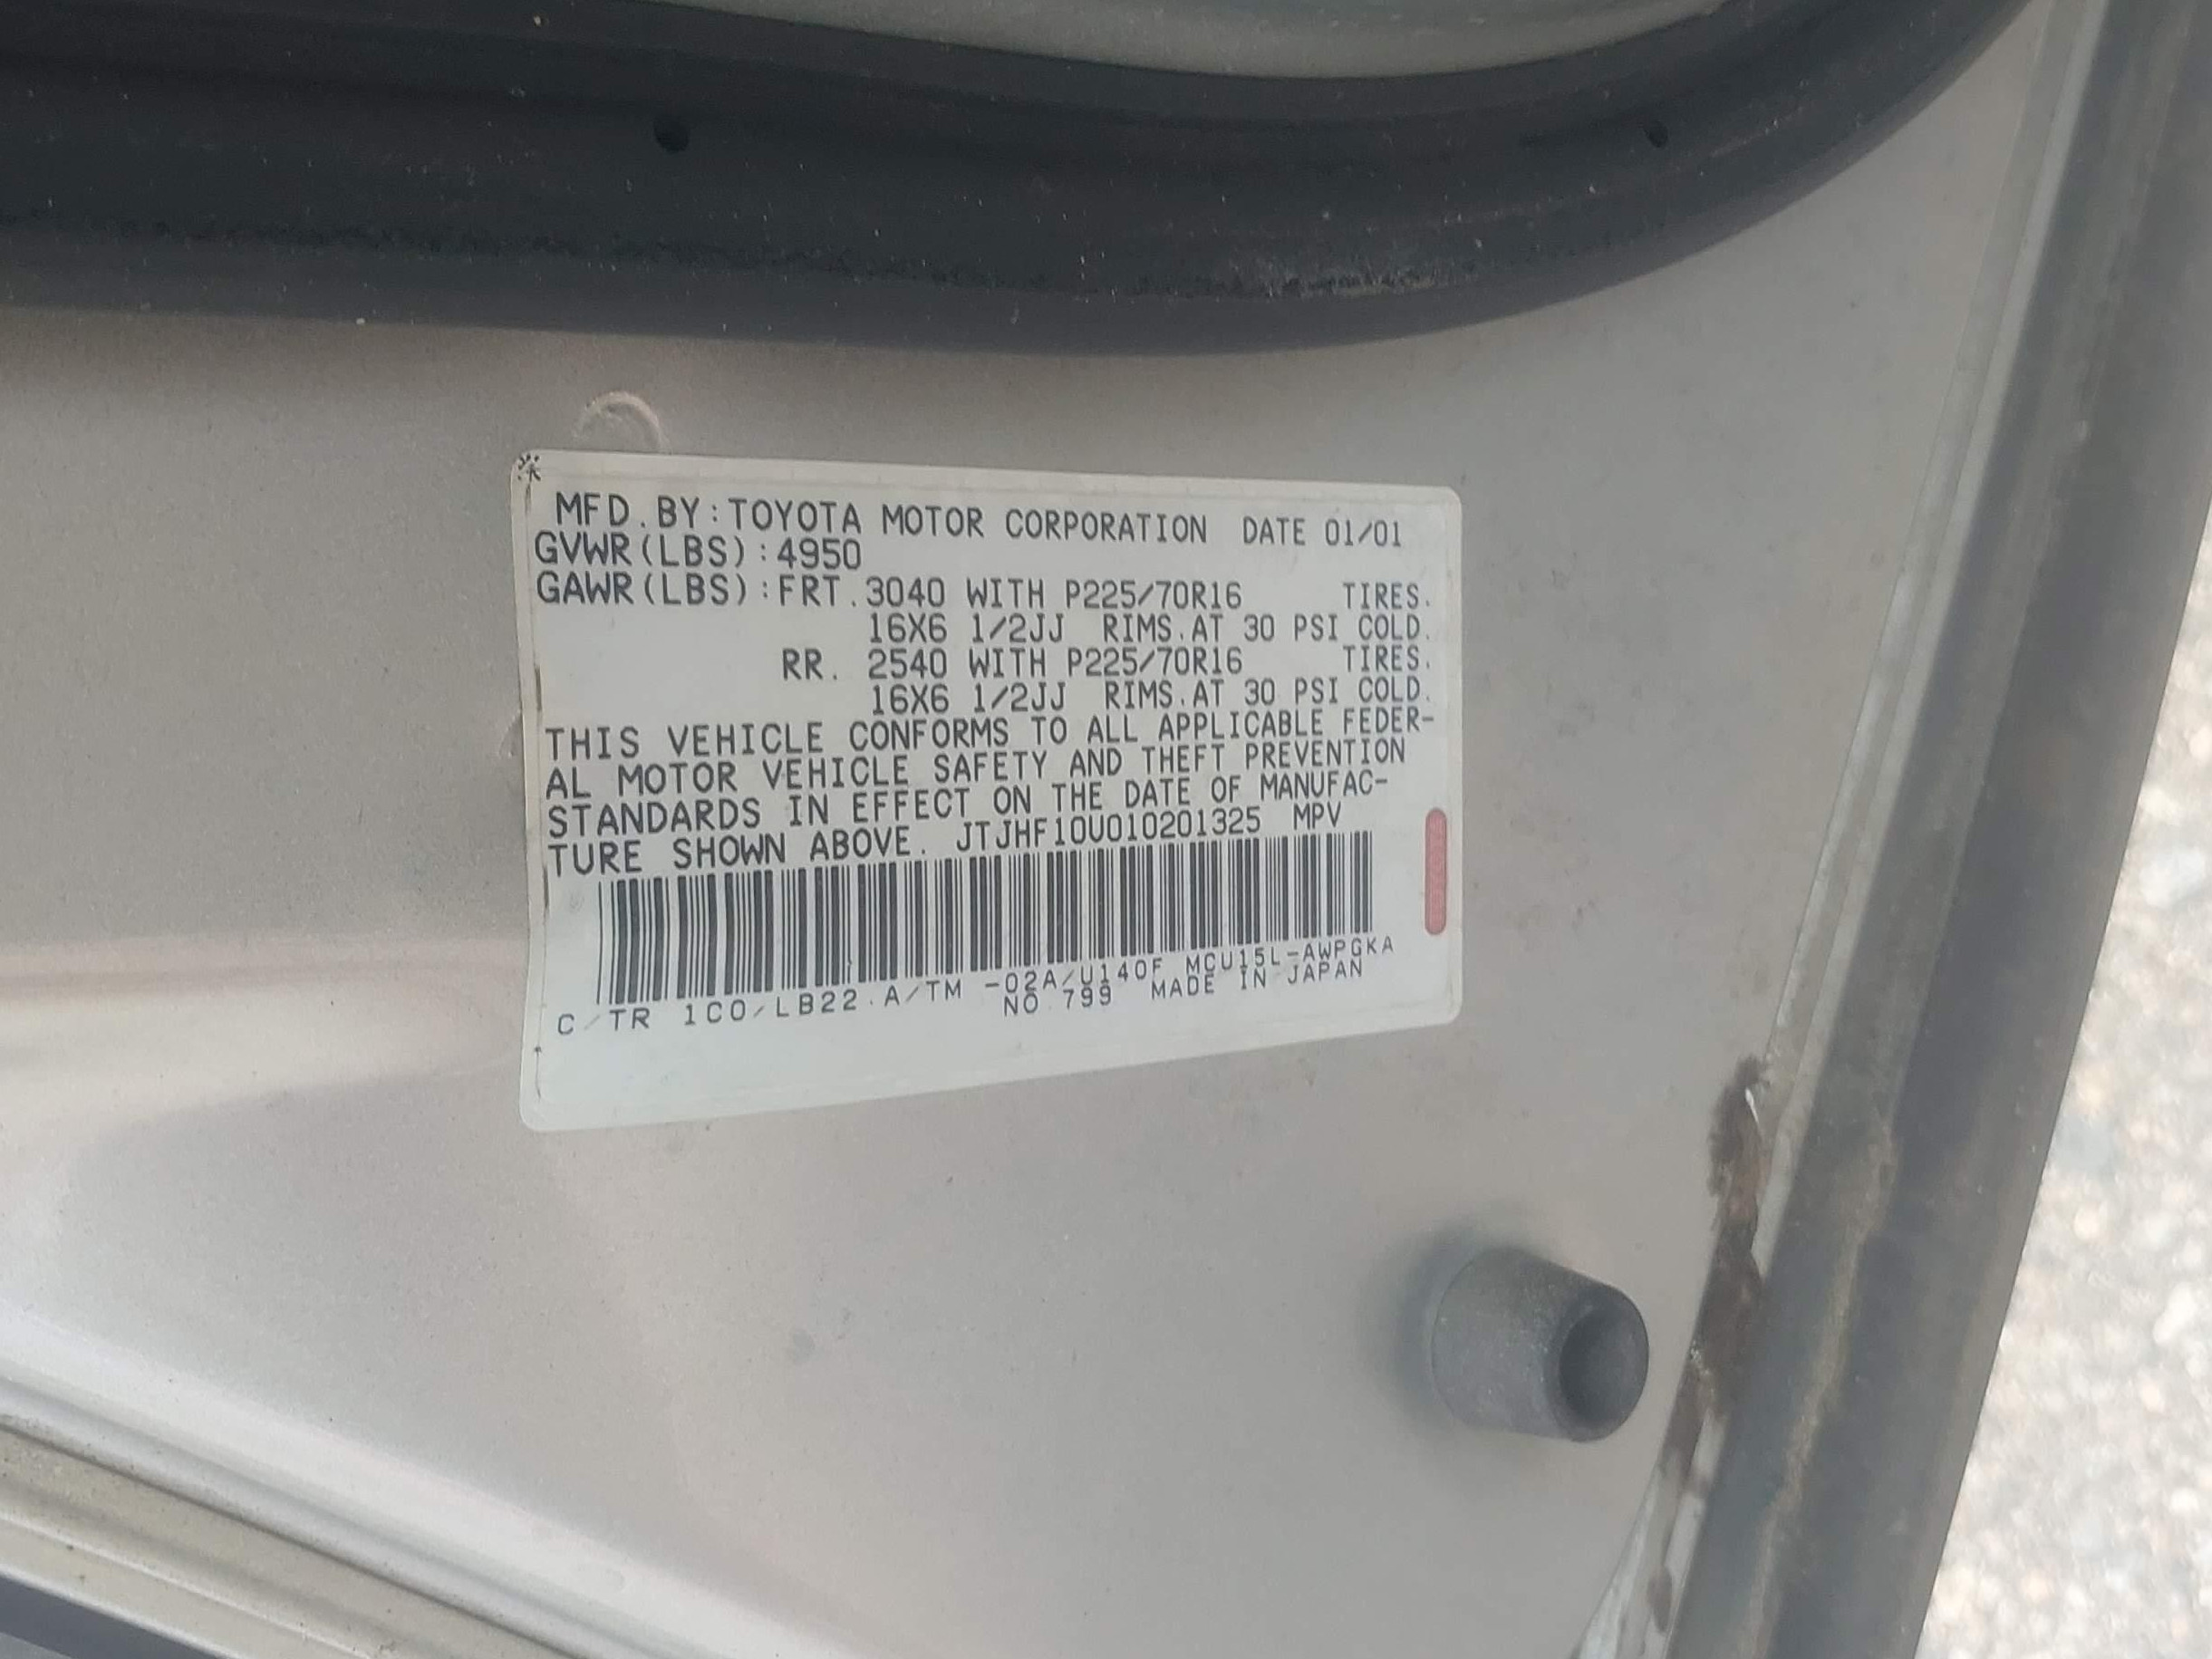 MFD. BY: TOYOTA MOTOR CORPORATION DATE 01/01
GVWR(LBS): 4950
GAWR(LBS): FRT. 3040 WITH P225/70R16 TIRES.
16X6 1/2JJ RIMS. AT 30 PSI COLD.
RR. 2540 WITH P225/70R16 TIRES.
16X6 1/2JJ RIMS. AT 30 PSI COLD.
THIS VEHICLE CONFORMS TO ALL APPLICABLE FEDER-
AL MOTOR VEHICLE SAFETY AND THEFT PREVENTION
STANDARDS IN EFFECT ON THE DATE OF MANUFAC-
TURE SHOWN ABOVE. JTJHF10U010201325 MPV
C/TR 1C0/LB22. A/TM -02A/U140F MCU15L-AWPGKA
NO. 799 MADE IN JAPAN